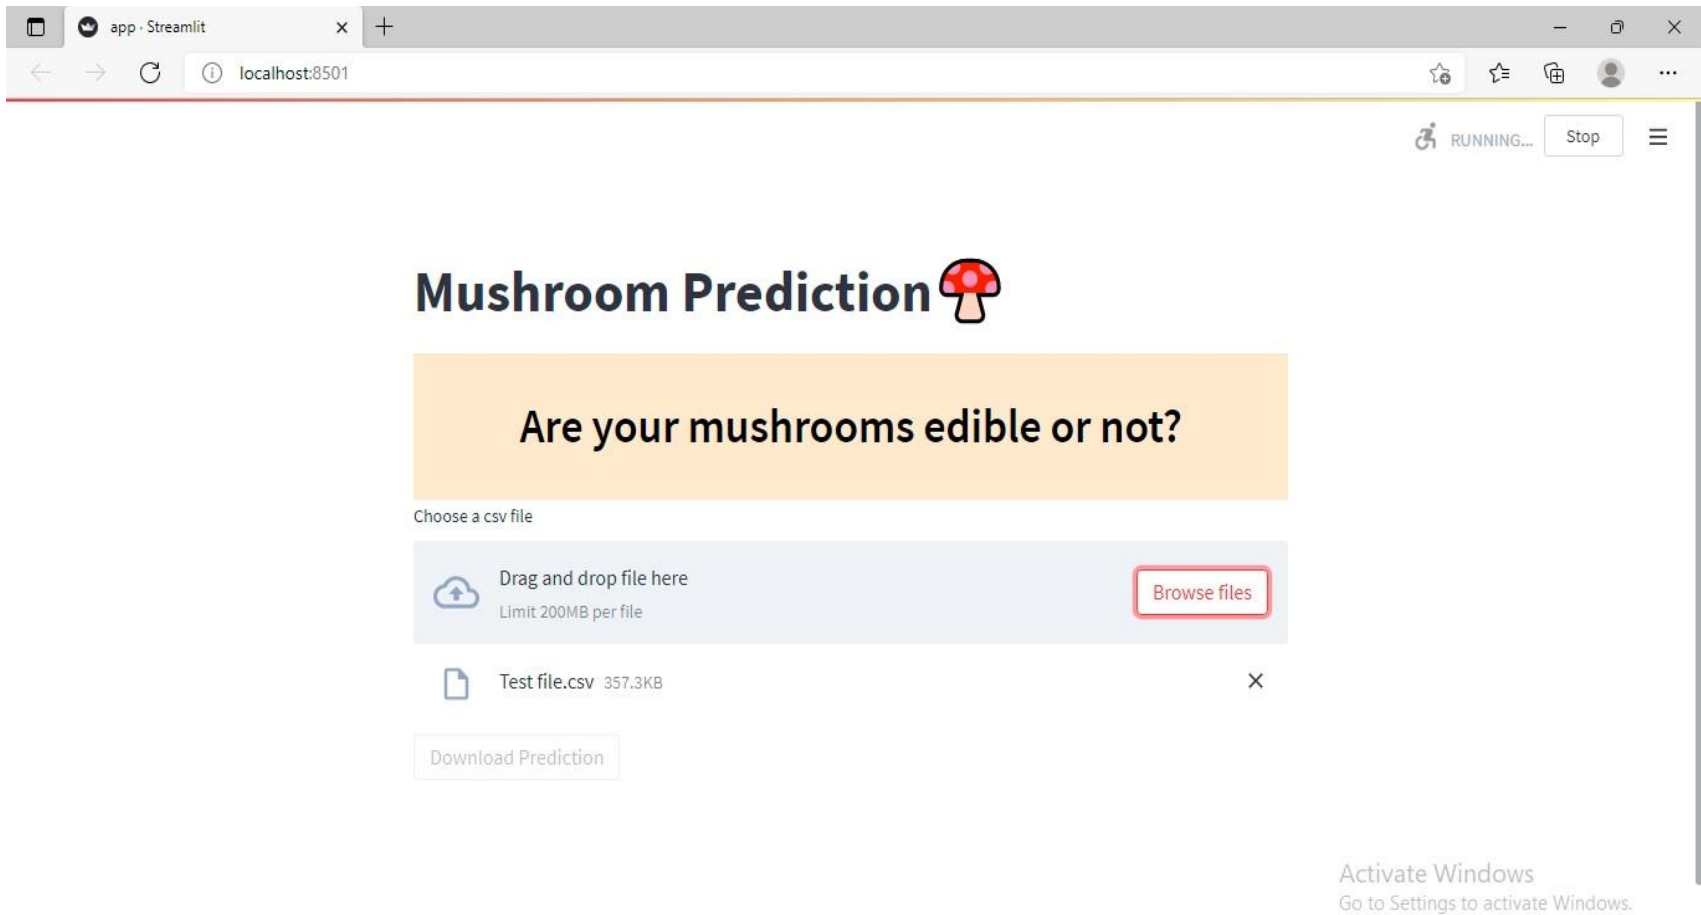 app · Streamlit
localhost:8501
RUNNING...
Stop
Mushroom Prediction
Are your mushrooms edible or not?
Choose a csv file
Drag and drop file here
Limit 200MB per file
Browse files
Test file.csv 357.3KB
Download Prediction
Activate Windows
Go to Settings to activate Windows.